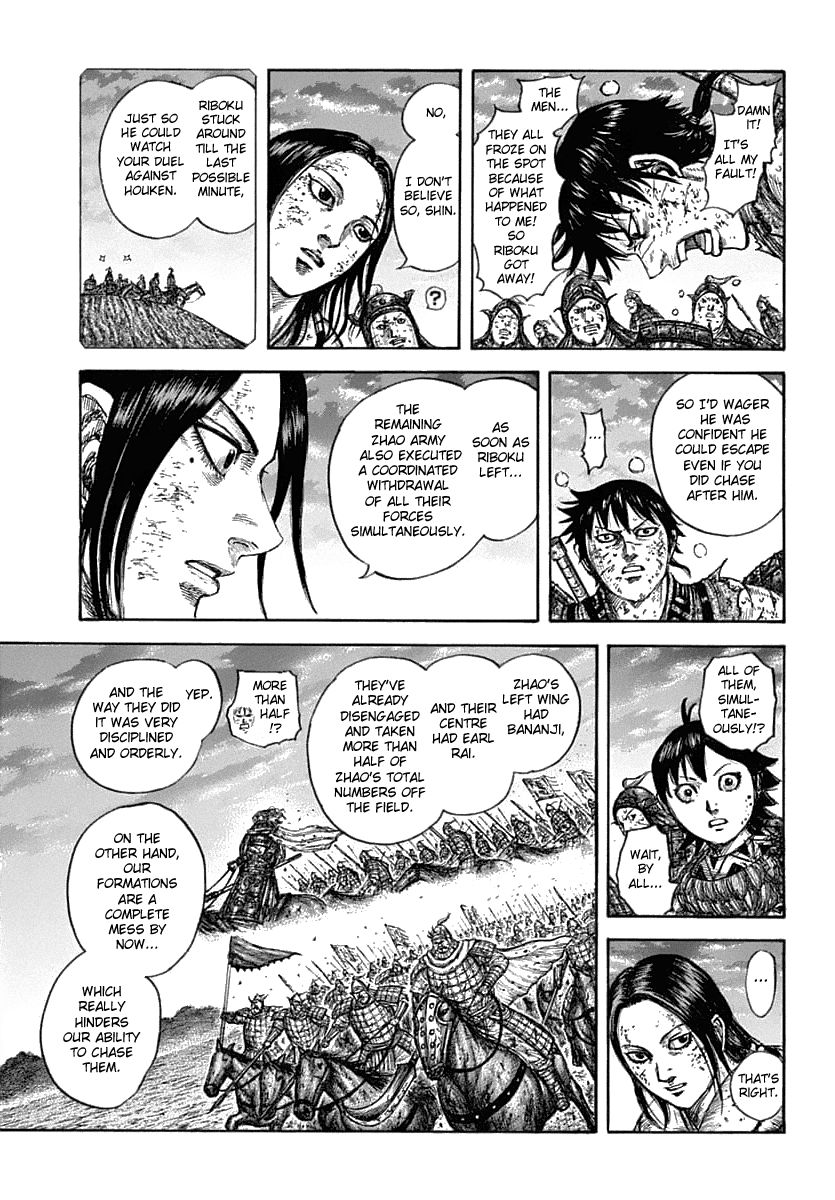 DAMN
IT!
IT'S
ALL MY
FAULT!
THE
MEN...
THEY ALL
FROZE ON
THE SPOT
BECAUSE
OF WHAT
HAPPENED
TO ME!
SO
RIBOKU
GOT
AWAY!
NO,
I DON'T
BELIEVE
SO, SHIN.
?
RIBOKU
STUCK
AROUND
TILL THE
LAST
POSSIBLE
MINUTE,
JUST SO
HE COULD
WATCH
YOUR DUEL
AGAINST
HOUKEN.
SO I'D WAGER
HE WAS
CONFIDENT HE
COULD ESCAPE
EVEN IF YOU
DID CHASE
AFTER HIM.
...
AS
SOON AS
RIBOKU
LEFT...
THE
REMAINING
ZHAO ARMY
ALSO EXECUTED
A COORDINATED
WITHDRAWAL
OF ALL THEIR
FORCES
SIMULTANEOUSLY.
ALL OF
THEM,
SIMUL-
TANE-
OUSLY!?
WAIT,
BY
ALL...
...
THAT'S
RIGHT.
ZHAO'S
LEFT WING
HAD
BANANJI,
AND THEIR
CENTRE
HAD EARL
RAI.
THEY'VE
ALREADY
DISENGAGED
AND TAKEN
MORE THAN
HALF OF
ZHAO'S TOTAL
NUMBERS OFF
THE FIELD.
MORE
THAN
HALF
!?
YEP.
AND THE
WAY THEY DID
IT WAS VERY
DISCIPLINED
AND ORDERLY.
ON THE
OTHER HAND,
OUR
FORMATIONS
ARE A
COMPLETE
MESS BY
NOW...
WHICH
REALLY
HINDERS
OUR ABILITY
TO CHASE
THEM.